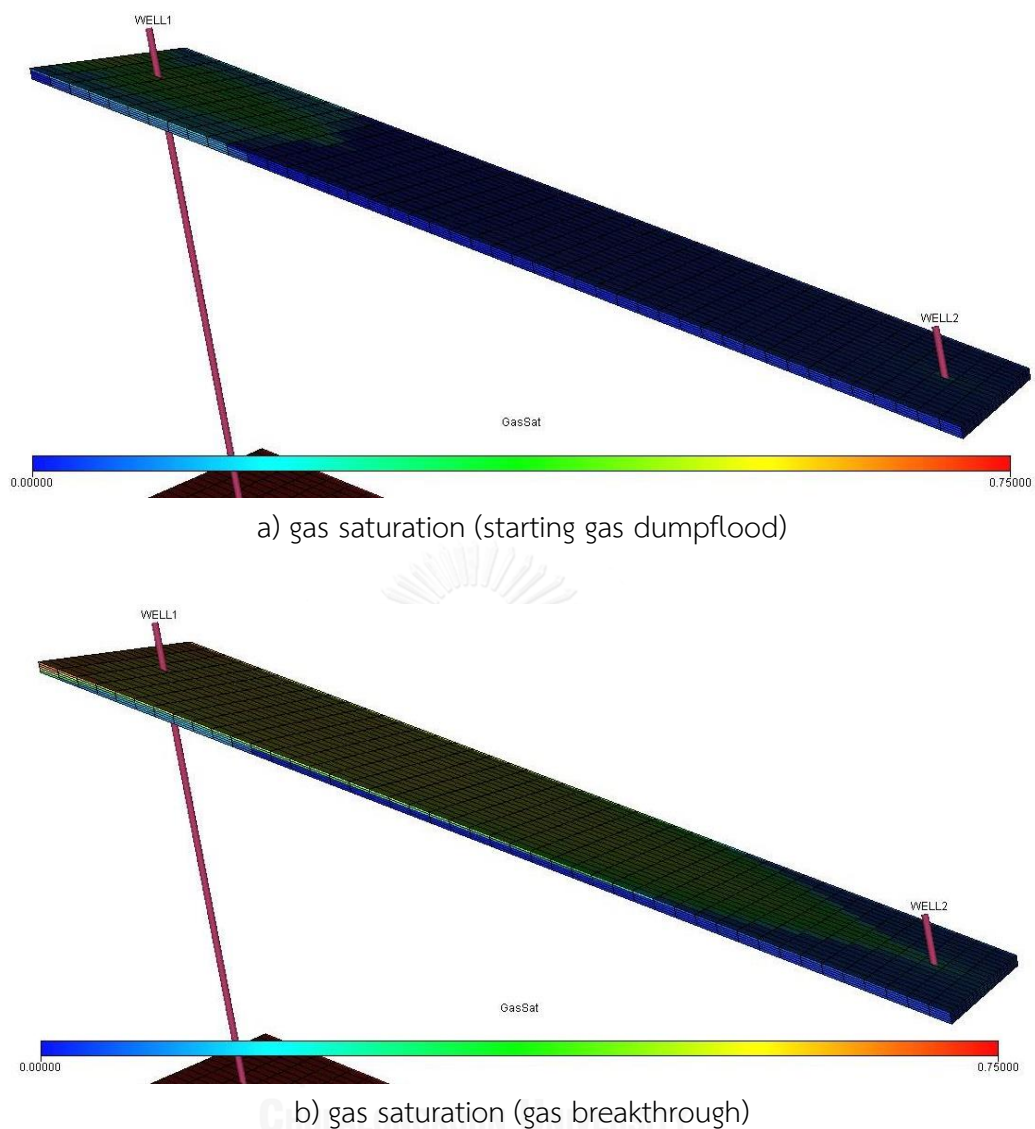 WELL1
WELL2
GasSat
0.00000 0.75000
a) gas saturation (starting gas dumpflood)
WELL1
WELL2
GasSat
0.00000 0.75000
b) gas saturation (gas breakthrough)